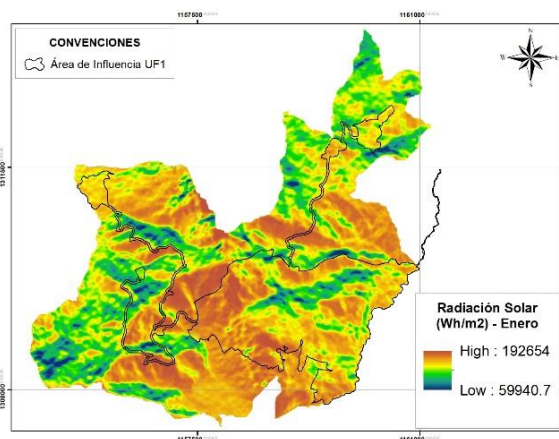 1157500
1161000
CONVENCIONES
Área de Influencia UF1
N
W
E
S
Radiación Solar
(Wh/m2) - Enero
High : 192654
Low : 59940.7